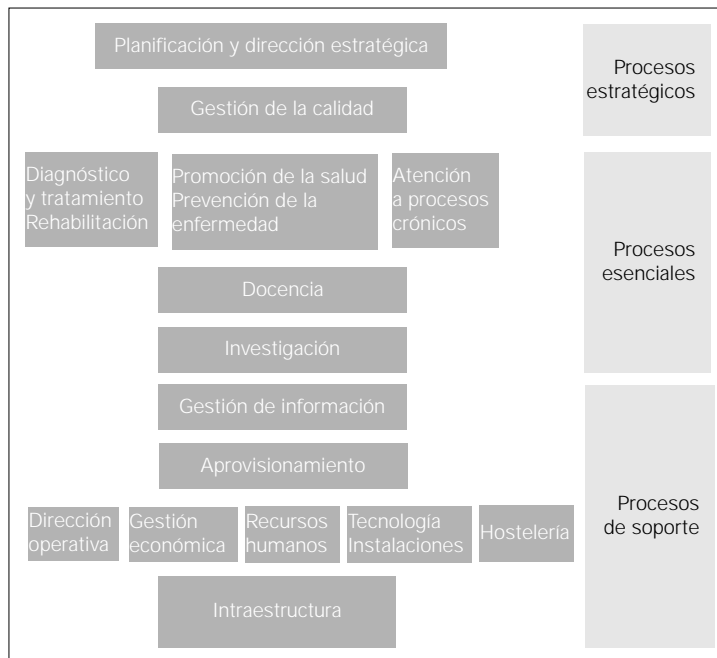 Planificación y dirección estratégica
Procesos
estratégicos
Gestión de la calidad
Diagnóstico
y tratamiento
Rehabilitación
Promoción de la salud
Prevención de la
enfermedad
Atención
a procesos
crónicos
Procesos
esenciales
Docencia
Investigación
Gestión de información
Aprovisionamiento
Dirección
operativa
Gestión
económica
Recursos
humanos
Tecnología
Instalaciones
Hostelería
Procesos
de soporte
Intraestructura